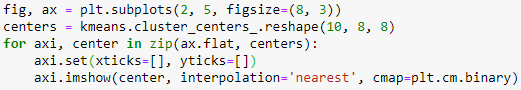 fig, ax = plt.subplots(2, 5, figsize=(8, 3))
centers = kmeans.cluster_centers_.reshape(10, 8, 8)
for axi, center in zip(ax.flat, centers):
    axi.set(xticks=[], yticks=[])
    axi.imshow(center, interpolation='nearest', cmap=plt.cm.binary)